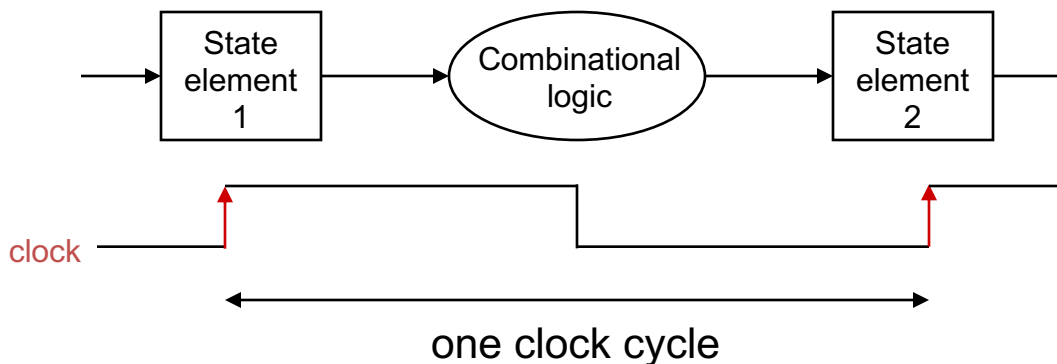 State
element
1
Combinational
logic
State
element
2
clock
one clock cycle